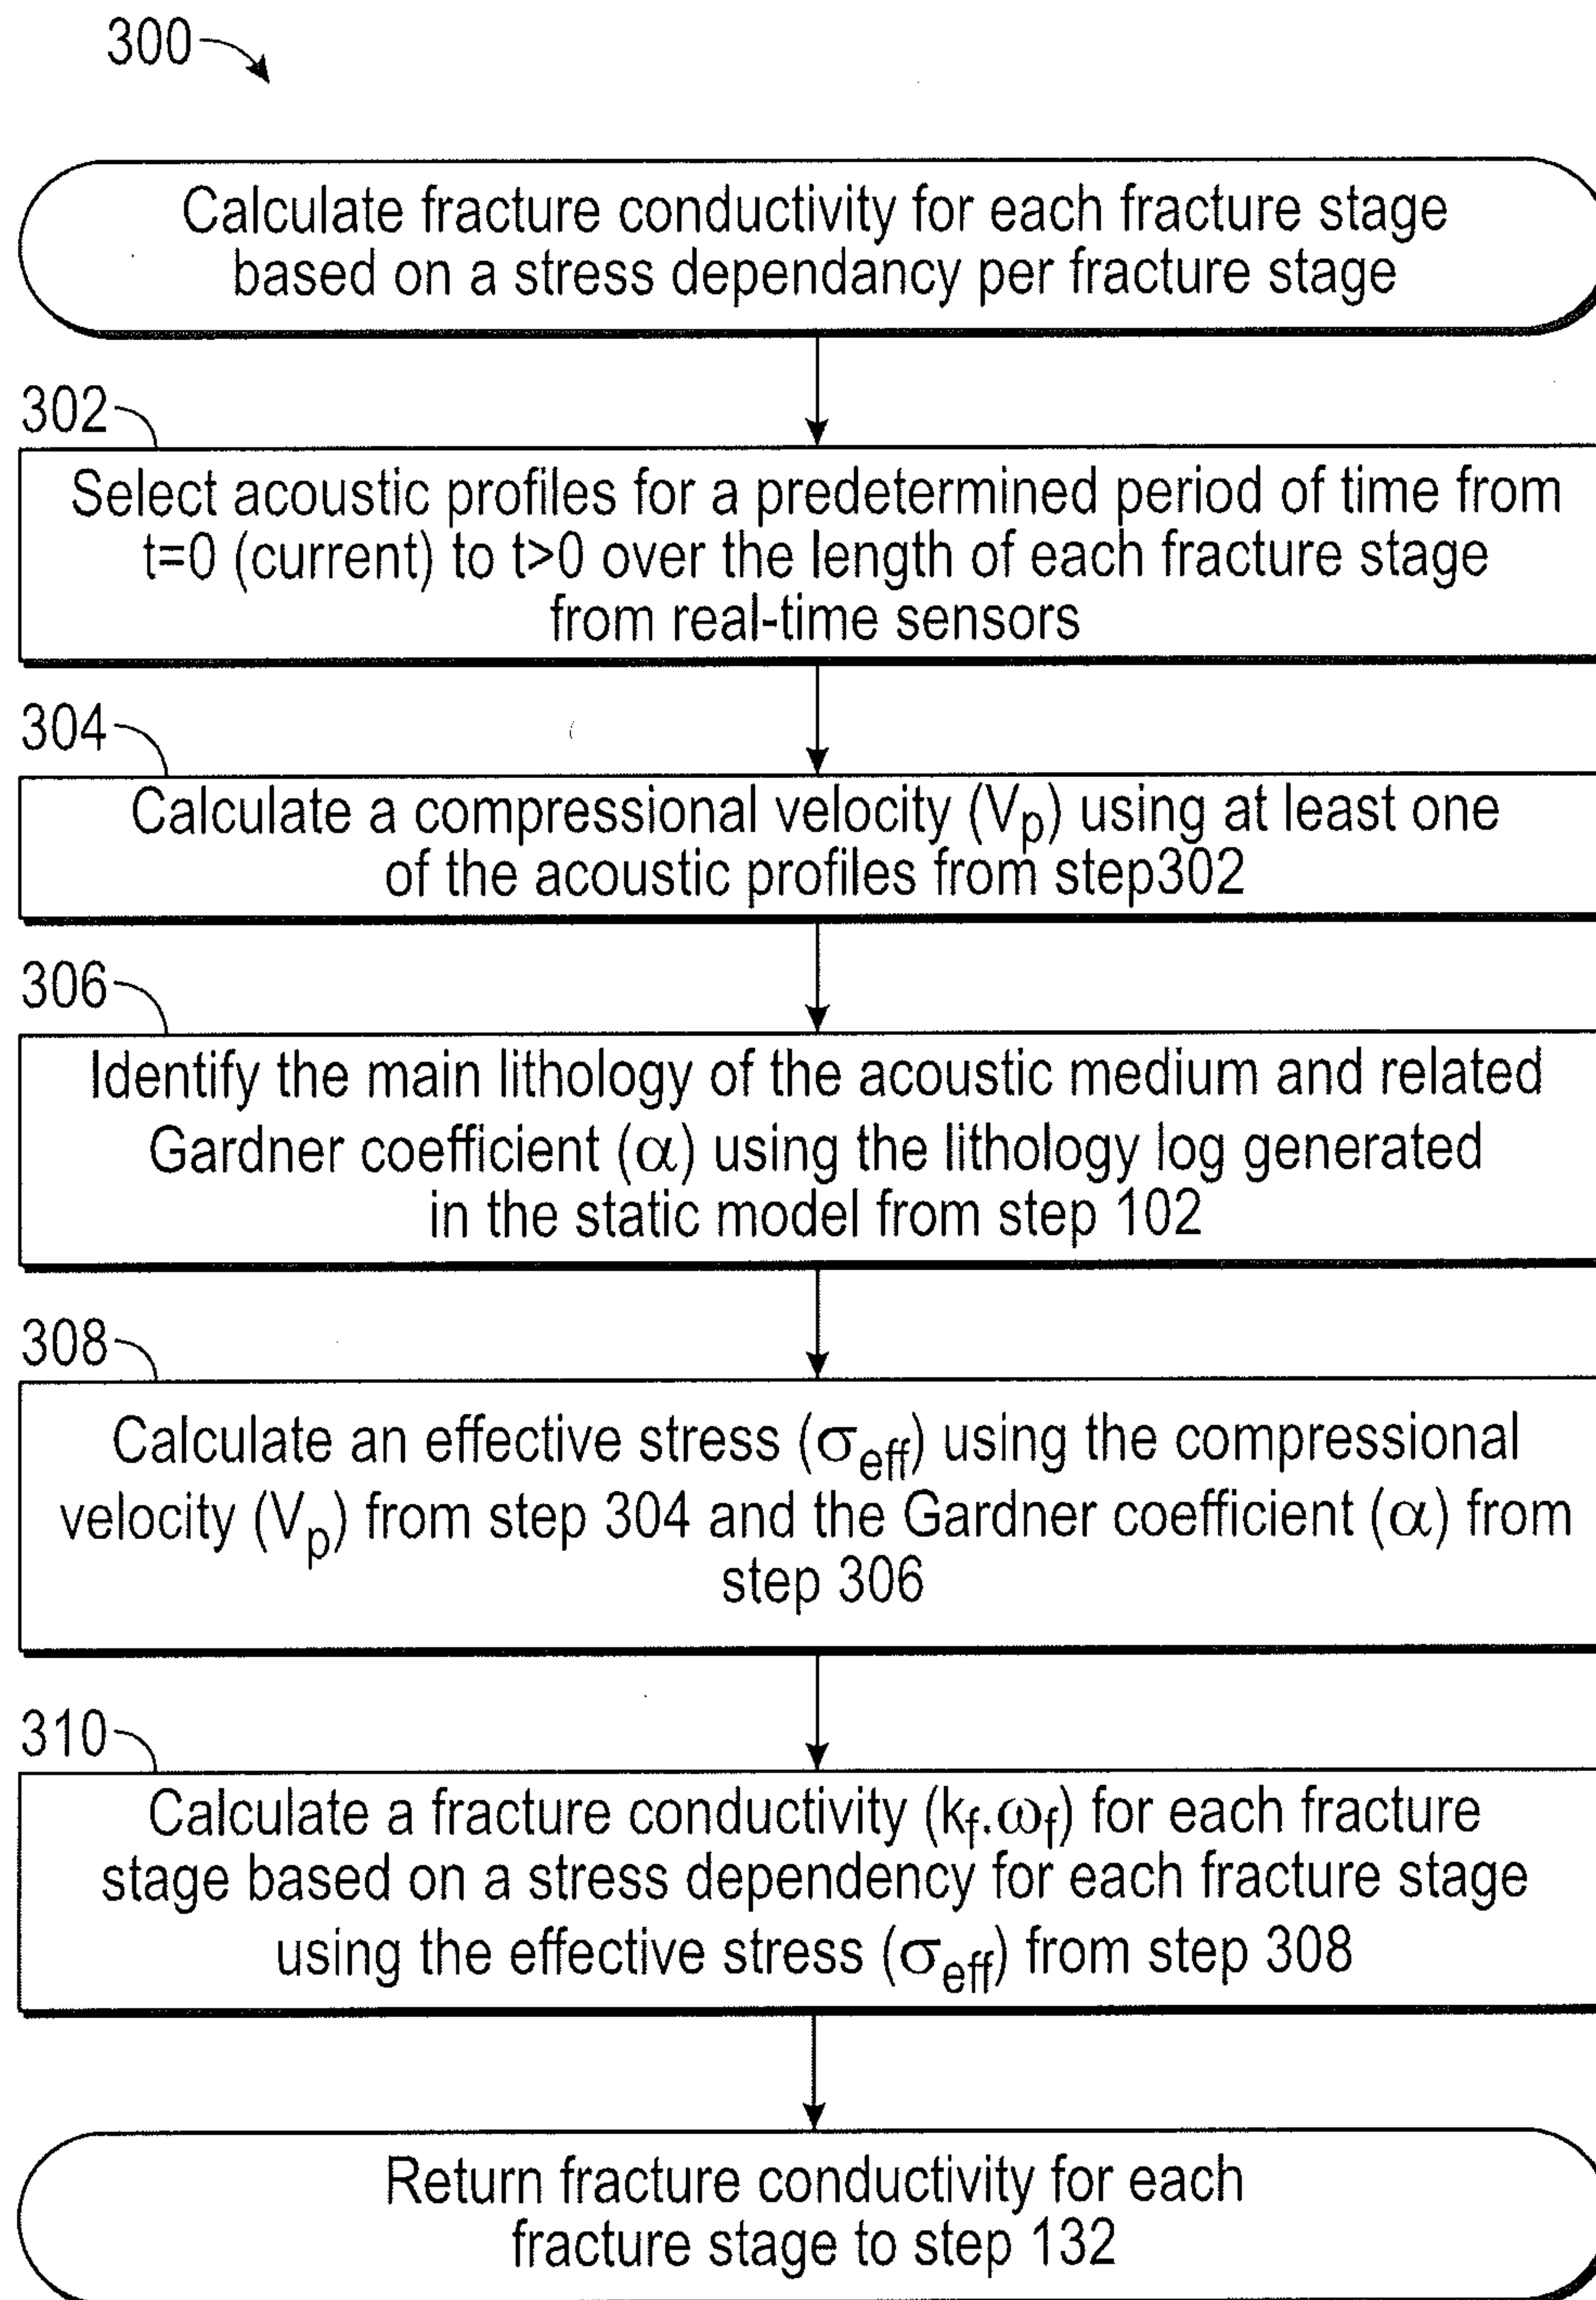 300
Calculate fracture conductivity for each fracture stage
based on a stress dependancy per fracture stage
302
Select acoustic profiles for a predetermined period of time from
t=0 (current) to t>0 over the length of each fracture stage
from real-time sensors
304
Calculate a compressional velocity (Vp) using at least one
of the acoustic profiles from step302
306
Identify the main lithology of the acoustic medium and related
Gardner coefficient (α) using the lithology log generated
in the static model from step 102
308
Calculate an effective stress (σeff) using the compressional
velocity (Vp) from step 304 and the Gardner coefficient (α) from
step 306
310
Calculate a fracture conductivity (kf.ωf) for each fracture
stage based on a stress dependency for each fracture stage
using the effective stress (σeff) from step 308
Return fracture conductivity for each
fracture stage to step 132